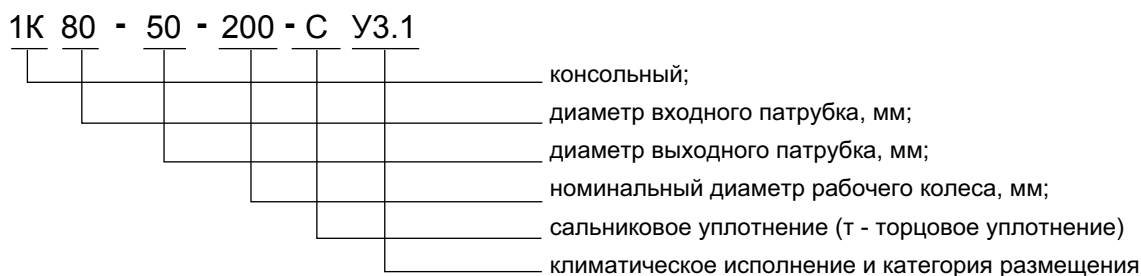 1К 80 - 50 - 200 - С У3.1
консольный;
диаметр входного патрубка, мм;
диаметр выходного патрубка, мм;
номинальный диаметр рабочего колеса, мм;
сальниковое уплотнение (т - торцовое уплотнение)
климатическое исполнение и категория размещения